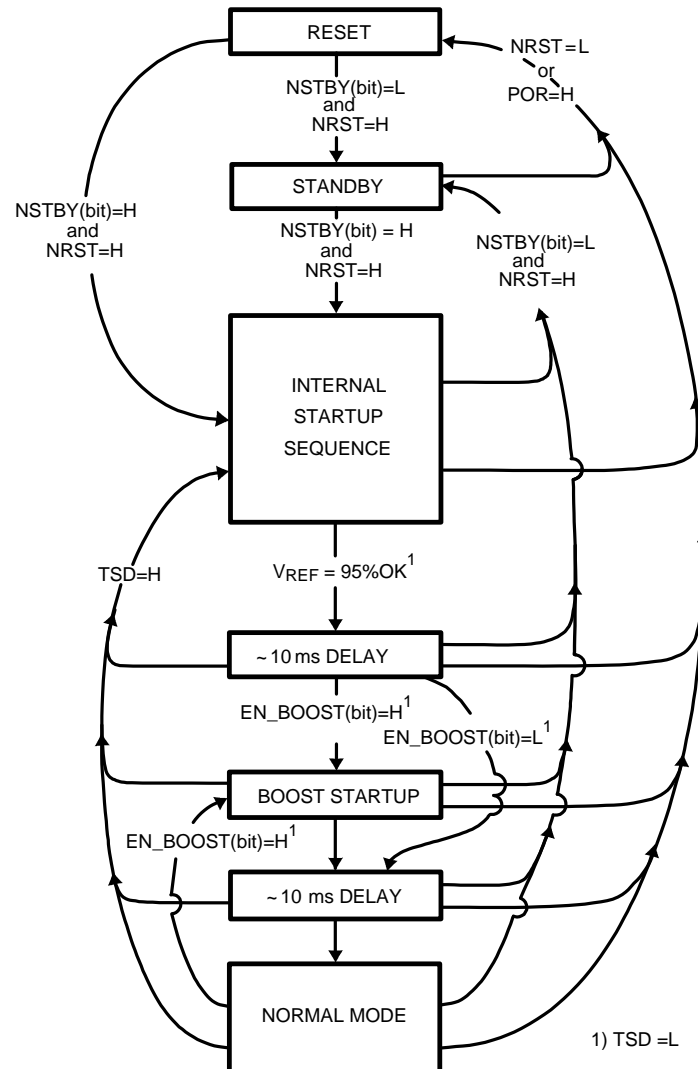 RESET
NRST=L
or
POR=H
NSTBY(bit)=L
and
NRST=H
STANDBY
NSTBY(bit)=H
and
NRST=H
NSTBY(bit) = H
and
NRST=H
NSTBY(bit)=L
and
NRST=H
INTERNAL
STARTUP
SEQUENCE
TSD=H
VREF = 95%OK1
~10 ms DELAY
EN_BOOST(bit)=H1
EN_BOOST(bit)=L1
BOOST STARTUP
EN_BOOST(bit)=H1
~10 ms DELAY
NORMAL MODE
1) TSD =L